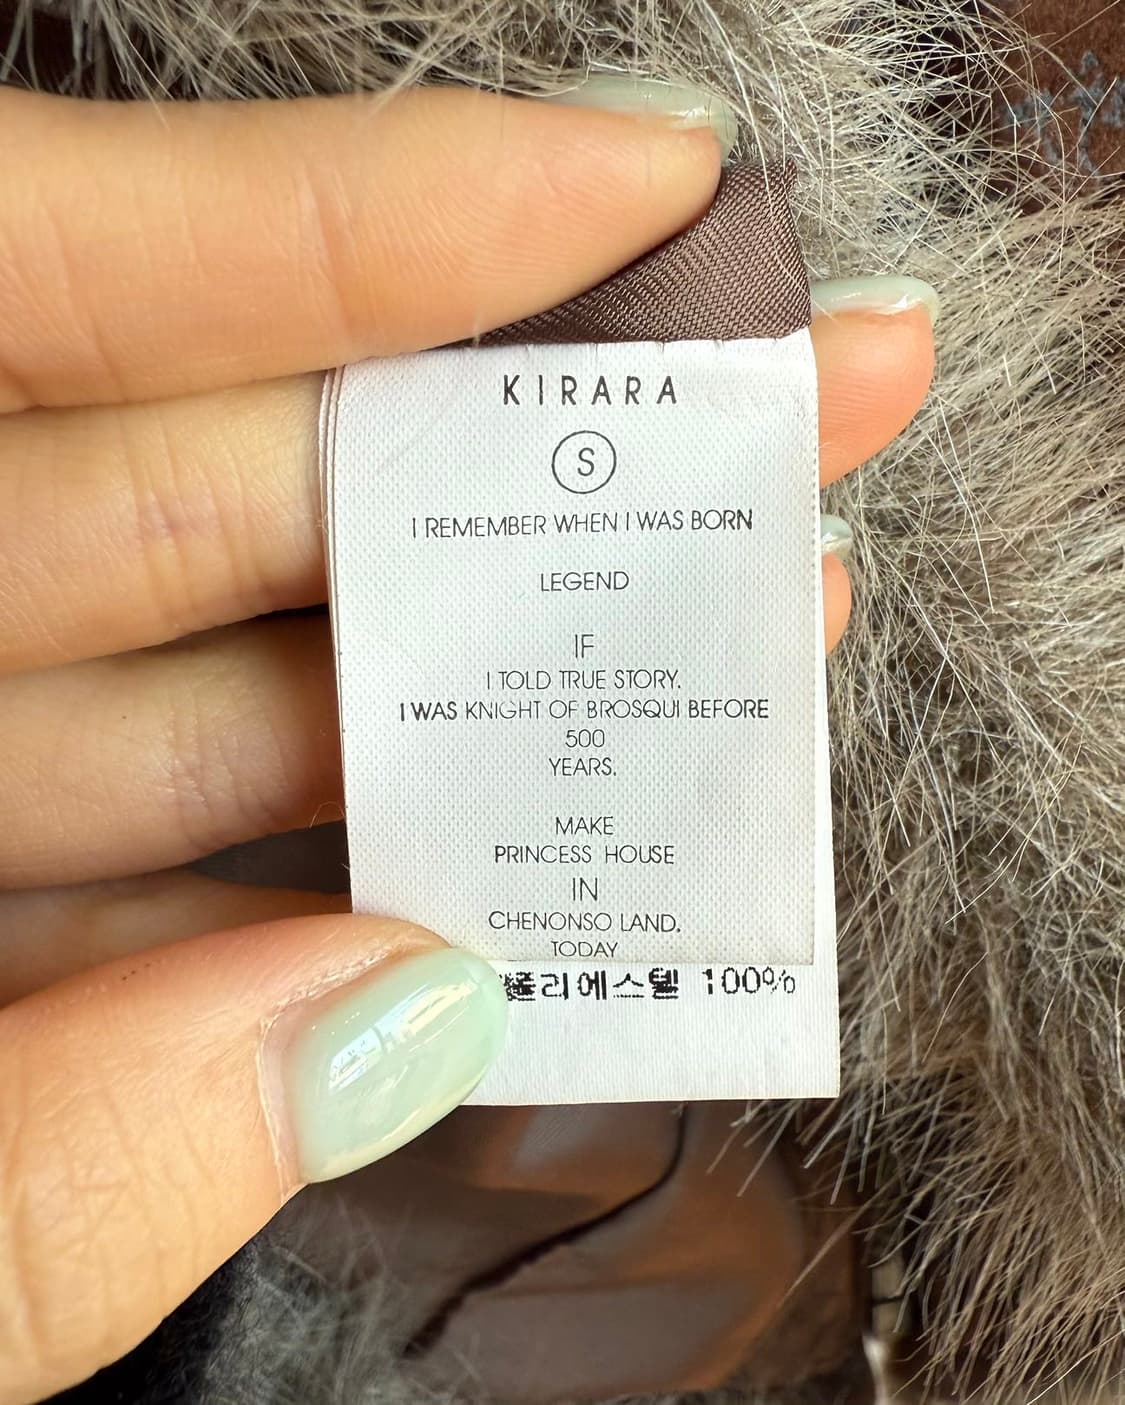 KIRARA
S
I REMEMBER WHEN I WAS BORN
LEGEND
IF
I TOLD TRUE STORY.
I WAS KNIGHT OF BROSQUI BEFORE
500
YEARS.
MAKE
PRINCESS HOUSE
IN
CHENONSO LAND.
TODAY
폴리에스텔 100%